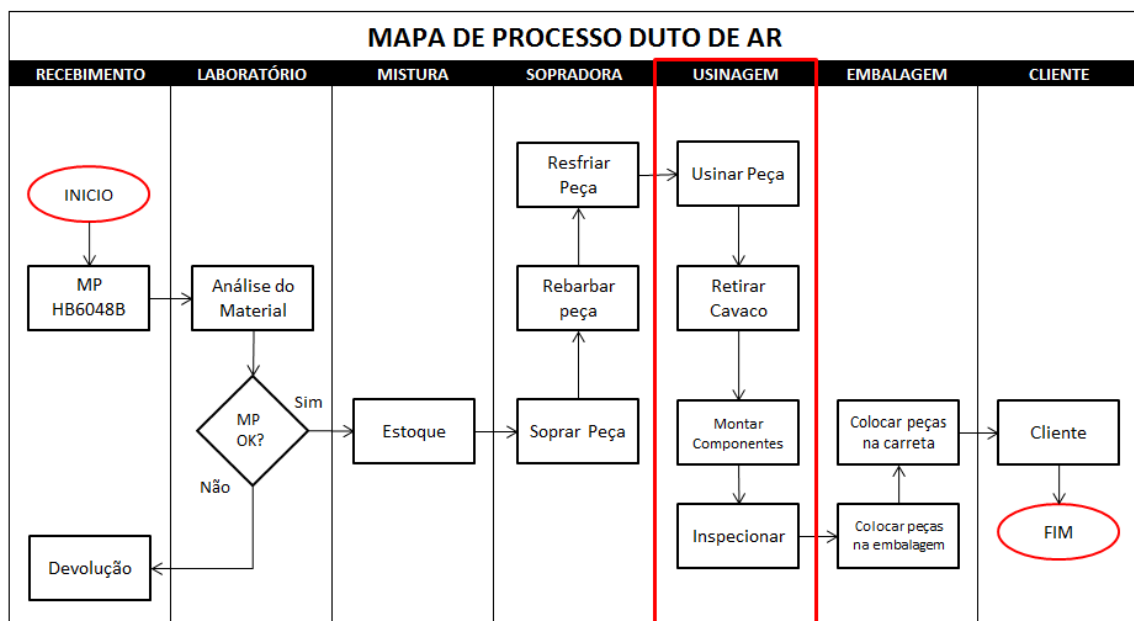 MAPA DE PROCESSO DUTO DE AR
RECEBIMENTO
LABORATÓRIO
MISTURA
SOPRADORA
USINAGEM
EMBALAGEM
CLIENTE
INICIO
MP
HB6048B
Análise do
Material
MP
OK?
Sim
Não
Devolução
Estoque
Soprar Peça
Rebarbar
peça
Resfriar
Peça
Usinar Peça
Retirar
Cavaco
Montar
Componentes
Inspecionar
Colocar peças
na embalagem
Colocar peças
na carreta
Cliente
FIM